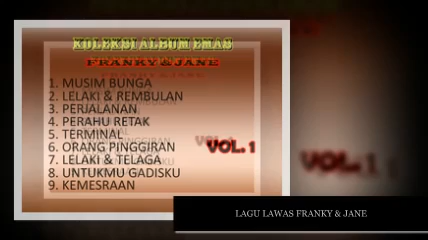 KOLEKSI ALBUM EMAS
FRANKY & JANE
1. MUSIM BUNGA
2. LELAKI & REMBULAN
3. PERJALANAN
4. PERAHU RETAK
5. TERMINAL
6. ORANG PINGGIRAN
7. LELAKI & TELAGA
8. UNTUKMU GADISKU
9. KEMESRAAN
VOL. 1
VOL. 1
LAGU LAWAS FRANKY & JANE